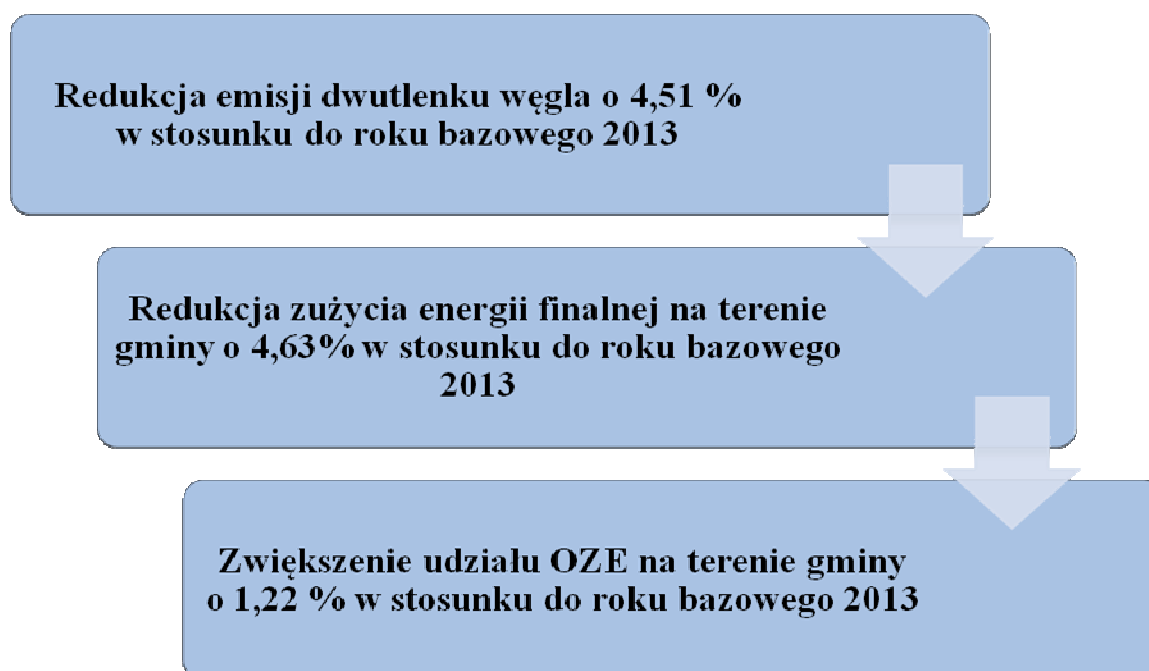 Redukcja emisji dwutlenku węgla o 4,51 %
w stosunku do roku bazowego 2013
Redukcja zużycia energii finalnej na terenie
gminy o 4,63% w stosunku do roku bazowego
2013
Zwiększenie udziału OZE na terenie gminy
o 1,22 % w stosunku do roku bazowego 2013